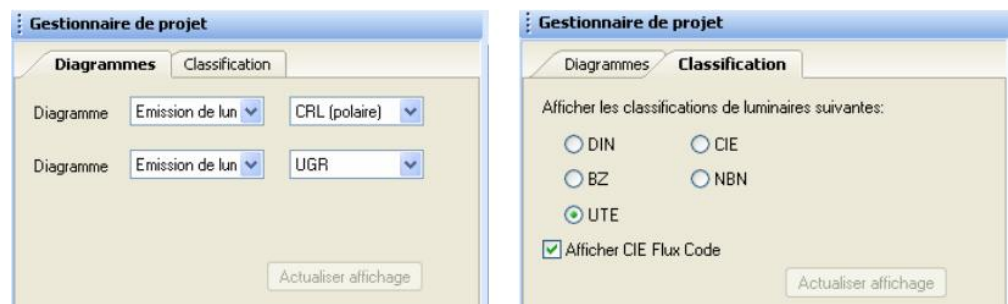 Gestionnaire de projet
Diagrammes Classification
Diagramme Emission de lun CRL (polaire)
Diagramme Emission de lun UGR
Actualiser affichage
Gestionnaire de projet
Diagrammes Classification
Afficher les classifications de luminaires suivantes:
DIN CIE
BZ NBN
UTE
Afficher CIE Flux Code
Actualiser affichage